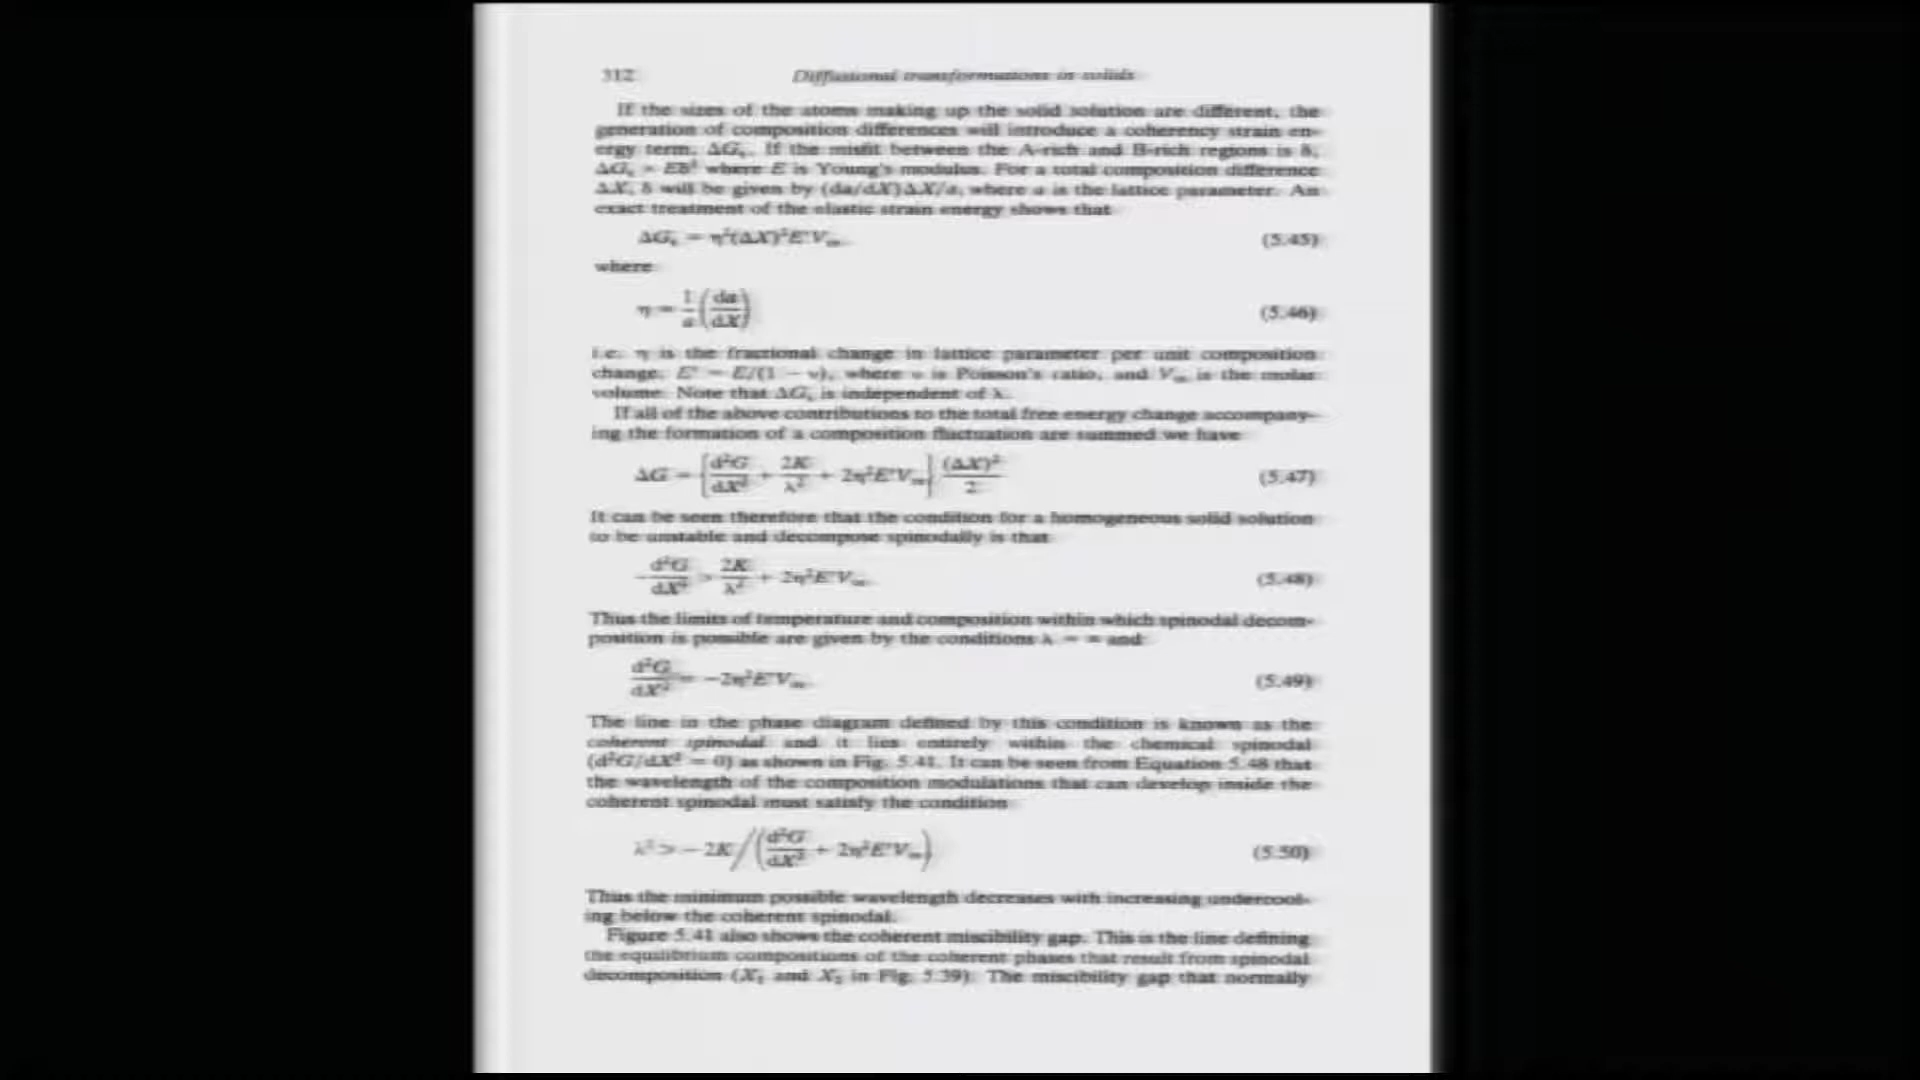 312 Diffusional transformations in solids
If the sizes of the atoms making up the solid solution are different, the
generation of composition differences will introduce a coherency strain en-
ergy term, ΔGₛ. If the misfit between the A-rich and B-rich regions is δ,
ΔGₛ ∝ Eδ² where E is Young's modulus. For a total composition difference
ΔX, δ will be given by (da/dX)ΔX/a, where a is the lattice parameter. An
exact treatment of the elastic strain energy shows that
ΔGₛ = η²(ΔX)²E′Vₘ (5.45)
where
η = 1/a (da/dX) (5.46)
i.e. η is the fractional change in lattice parameter per unit composition
change. E′ = E/(1 − ν), where ν is Poisson's ratio, and Vₘ is the molar
volume. Note that ΔGₛ is independent of λ.
If all of the above contributions to the total free energy change accompany-
ing the formation of a composition fluctuation are summed we have
ΔG = {d²G/dX² + 2K/λ² + 2η²E′Vₘ} (ΔX)²/2 (5.47)
It can be seen therefore that the condition for a homogeneous solid solution
to be unstable and decompose spinodally is that
−d²G/dX² > 2K/λ² + 2η²E′Vₘ (5.48)
Thus the limits of temperature and composition within which spinodal decom-
position is possible are given by the conditions λ = ∞ and
d²G/dX² = −2η²E′Vₘ (5.49)
The line in the phase diagram defined by this condition is known as the
coherent spinodal and it lies entirely within the chemical spinodal
(d²G/dX² = 0) as shown in Fig. 5.41. It can be seen from Equation 5.48 that
the wavelength of the composition modulations that can develop inside the
coherent spinodal must satisfy the condition
λ² > −2K/(d²G/dX² + 2η²E′Vₘ) (5.50)
Thus the minimum possible wavelength decreases with increasing undercool-
ing below the coherent spinodal.
Figure 5.41 also shows the coherent miscibility gap. This is the line defining
the equilibrium compositions of the coherent phases that result from spinodal
decomposition (X₁ and X₂ in Fig. 5.39). The miscibility gap that normally